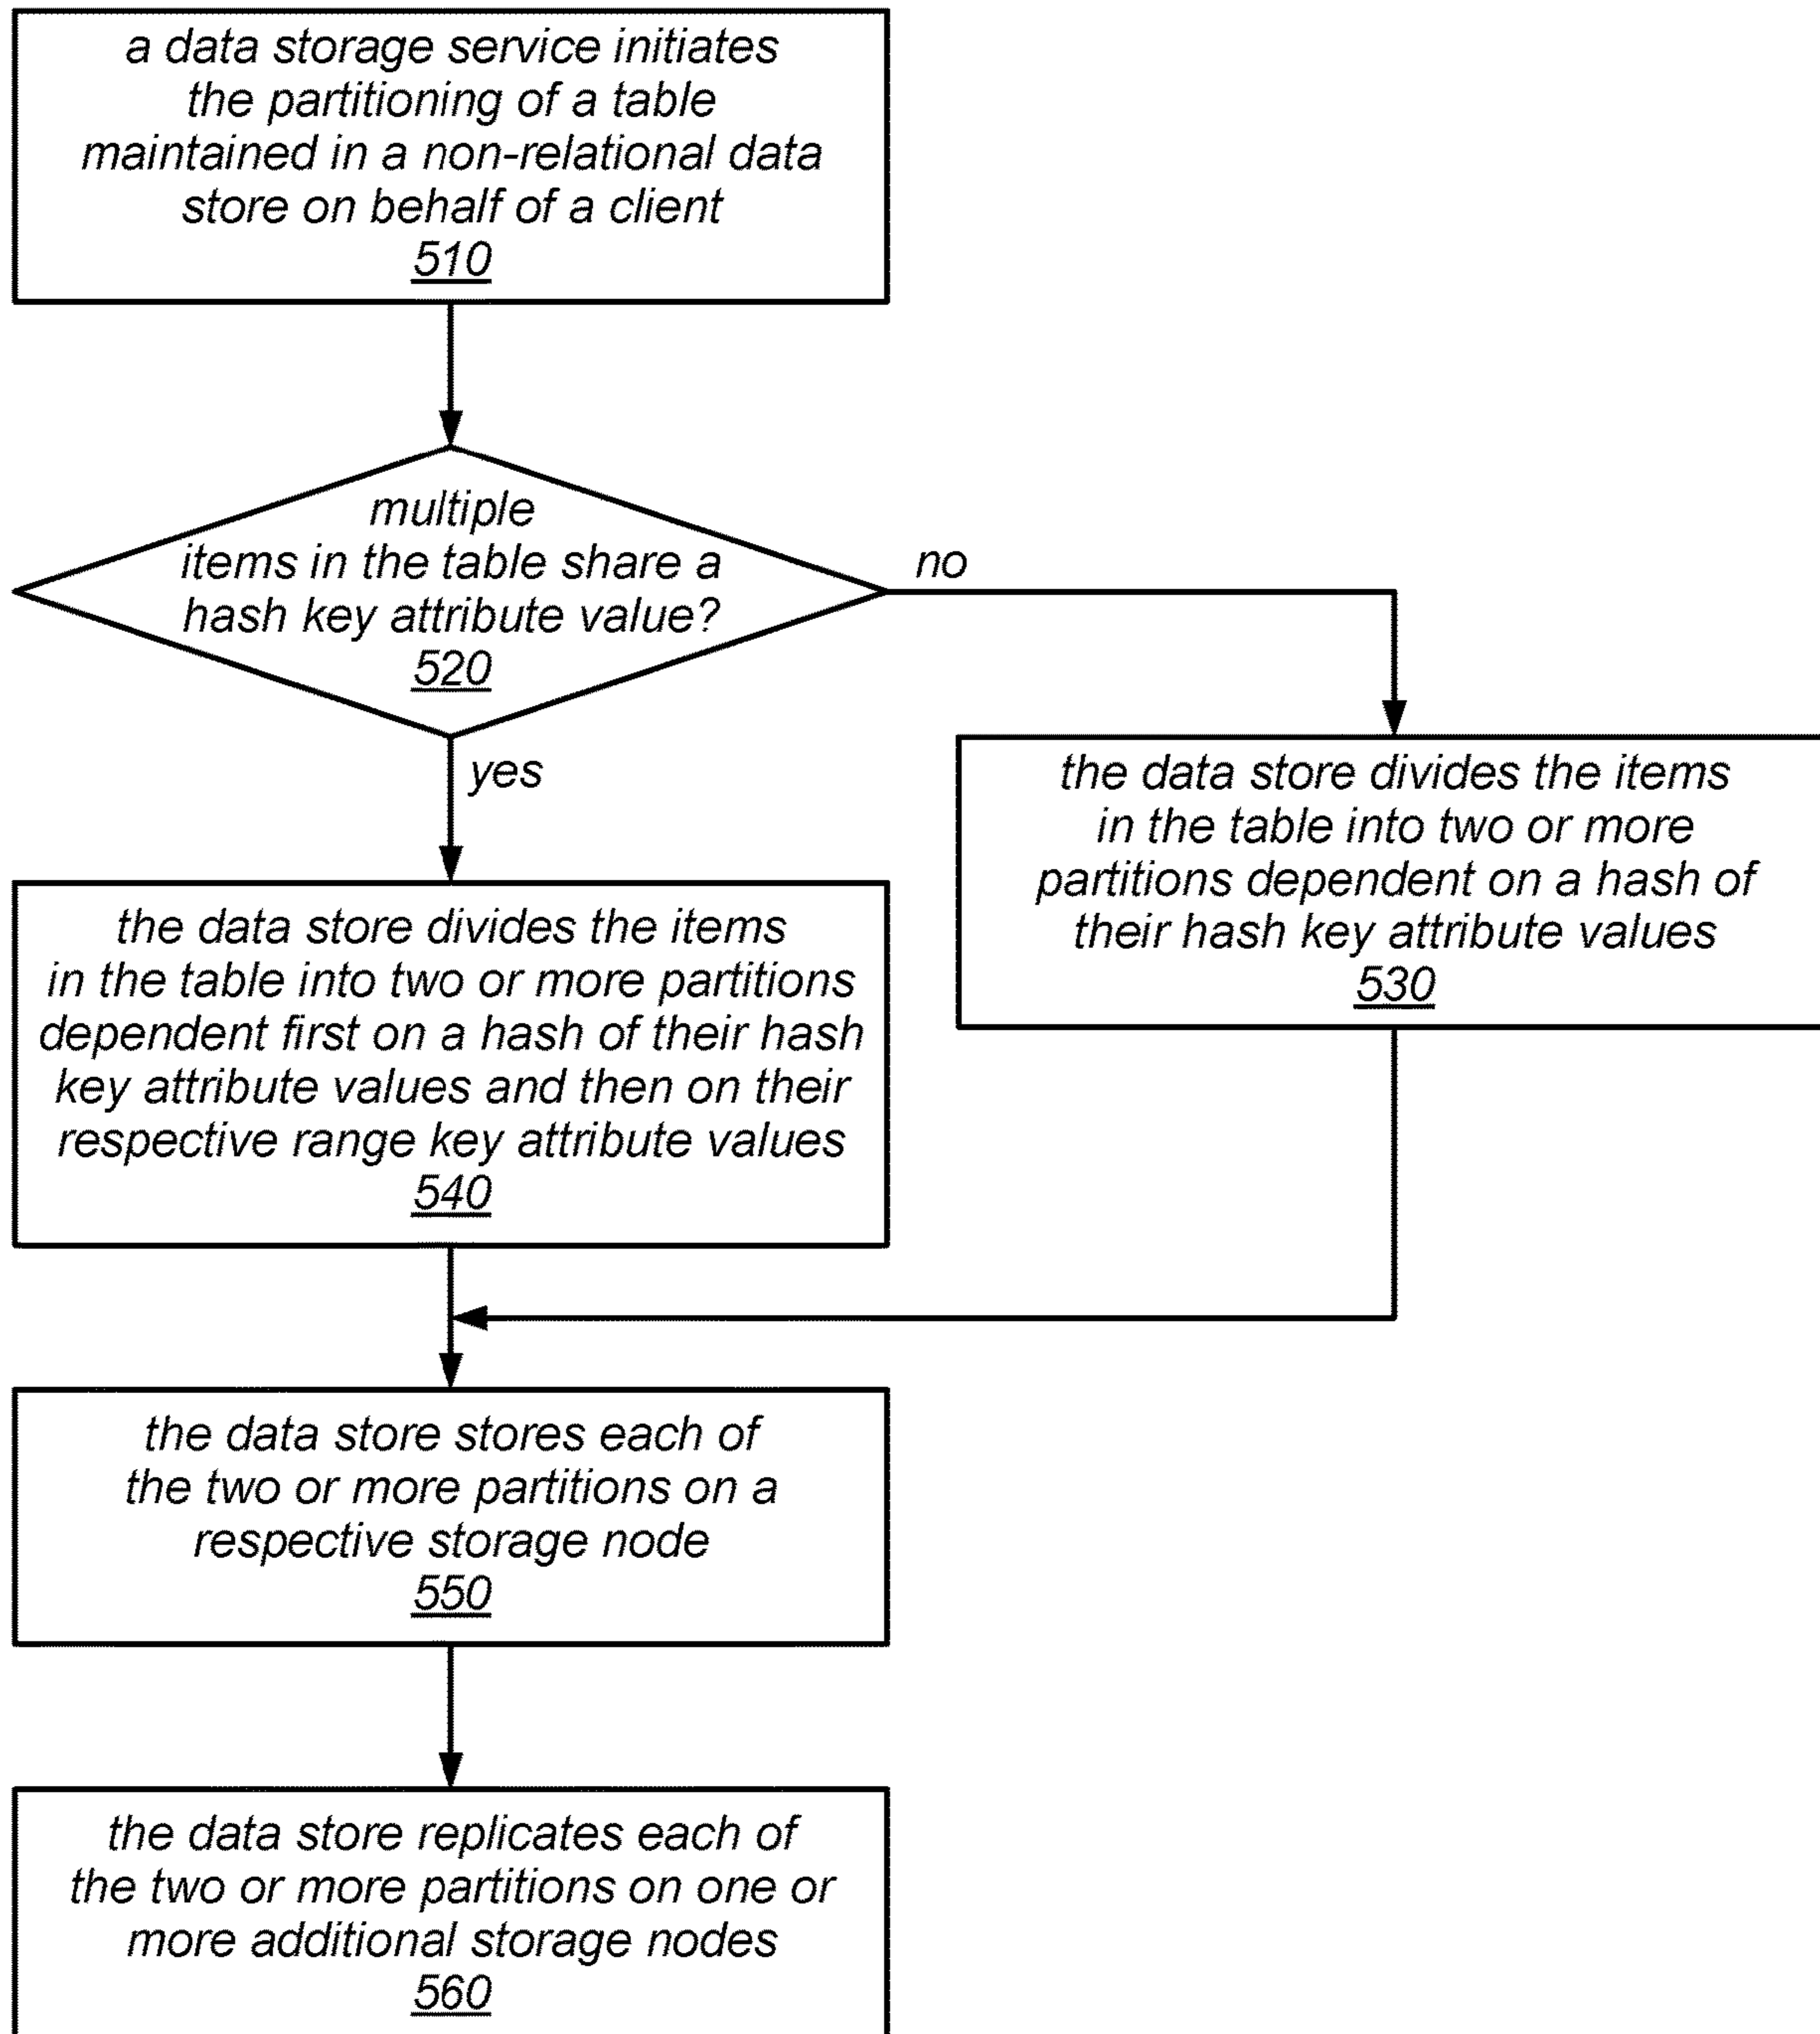 a data storage service initiates
the partitioning of a table
maintained in a non-relational data
store on behalf of a client
510
multiple
items in the table share a
hash key attribute value?
520
no
yes
the data store divides the items
in the table into two or more
partitions dependent on a hash of
their hash key attribute values
530
the data store divides the items
in the table into two or more partitions
dependent first on a hash of their hash
key attribute values and then on their
respective range key attribute values
540
the data store stores each of
the two or more partitions on a
respective storage node
550
the data store replicates each of
the two or more partitions on one or
more additional storage nodes
560